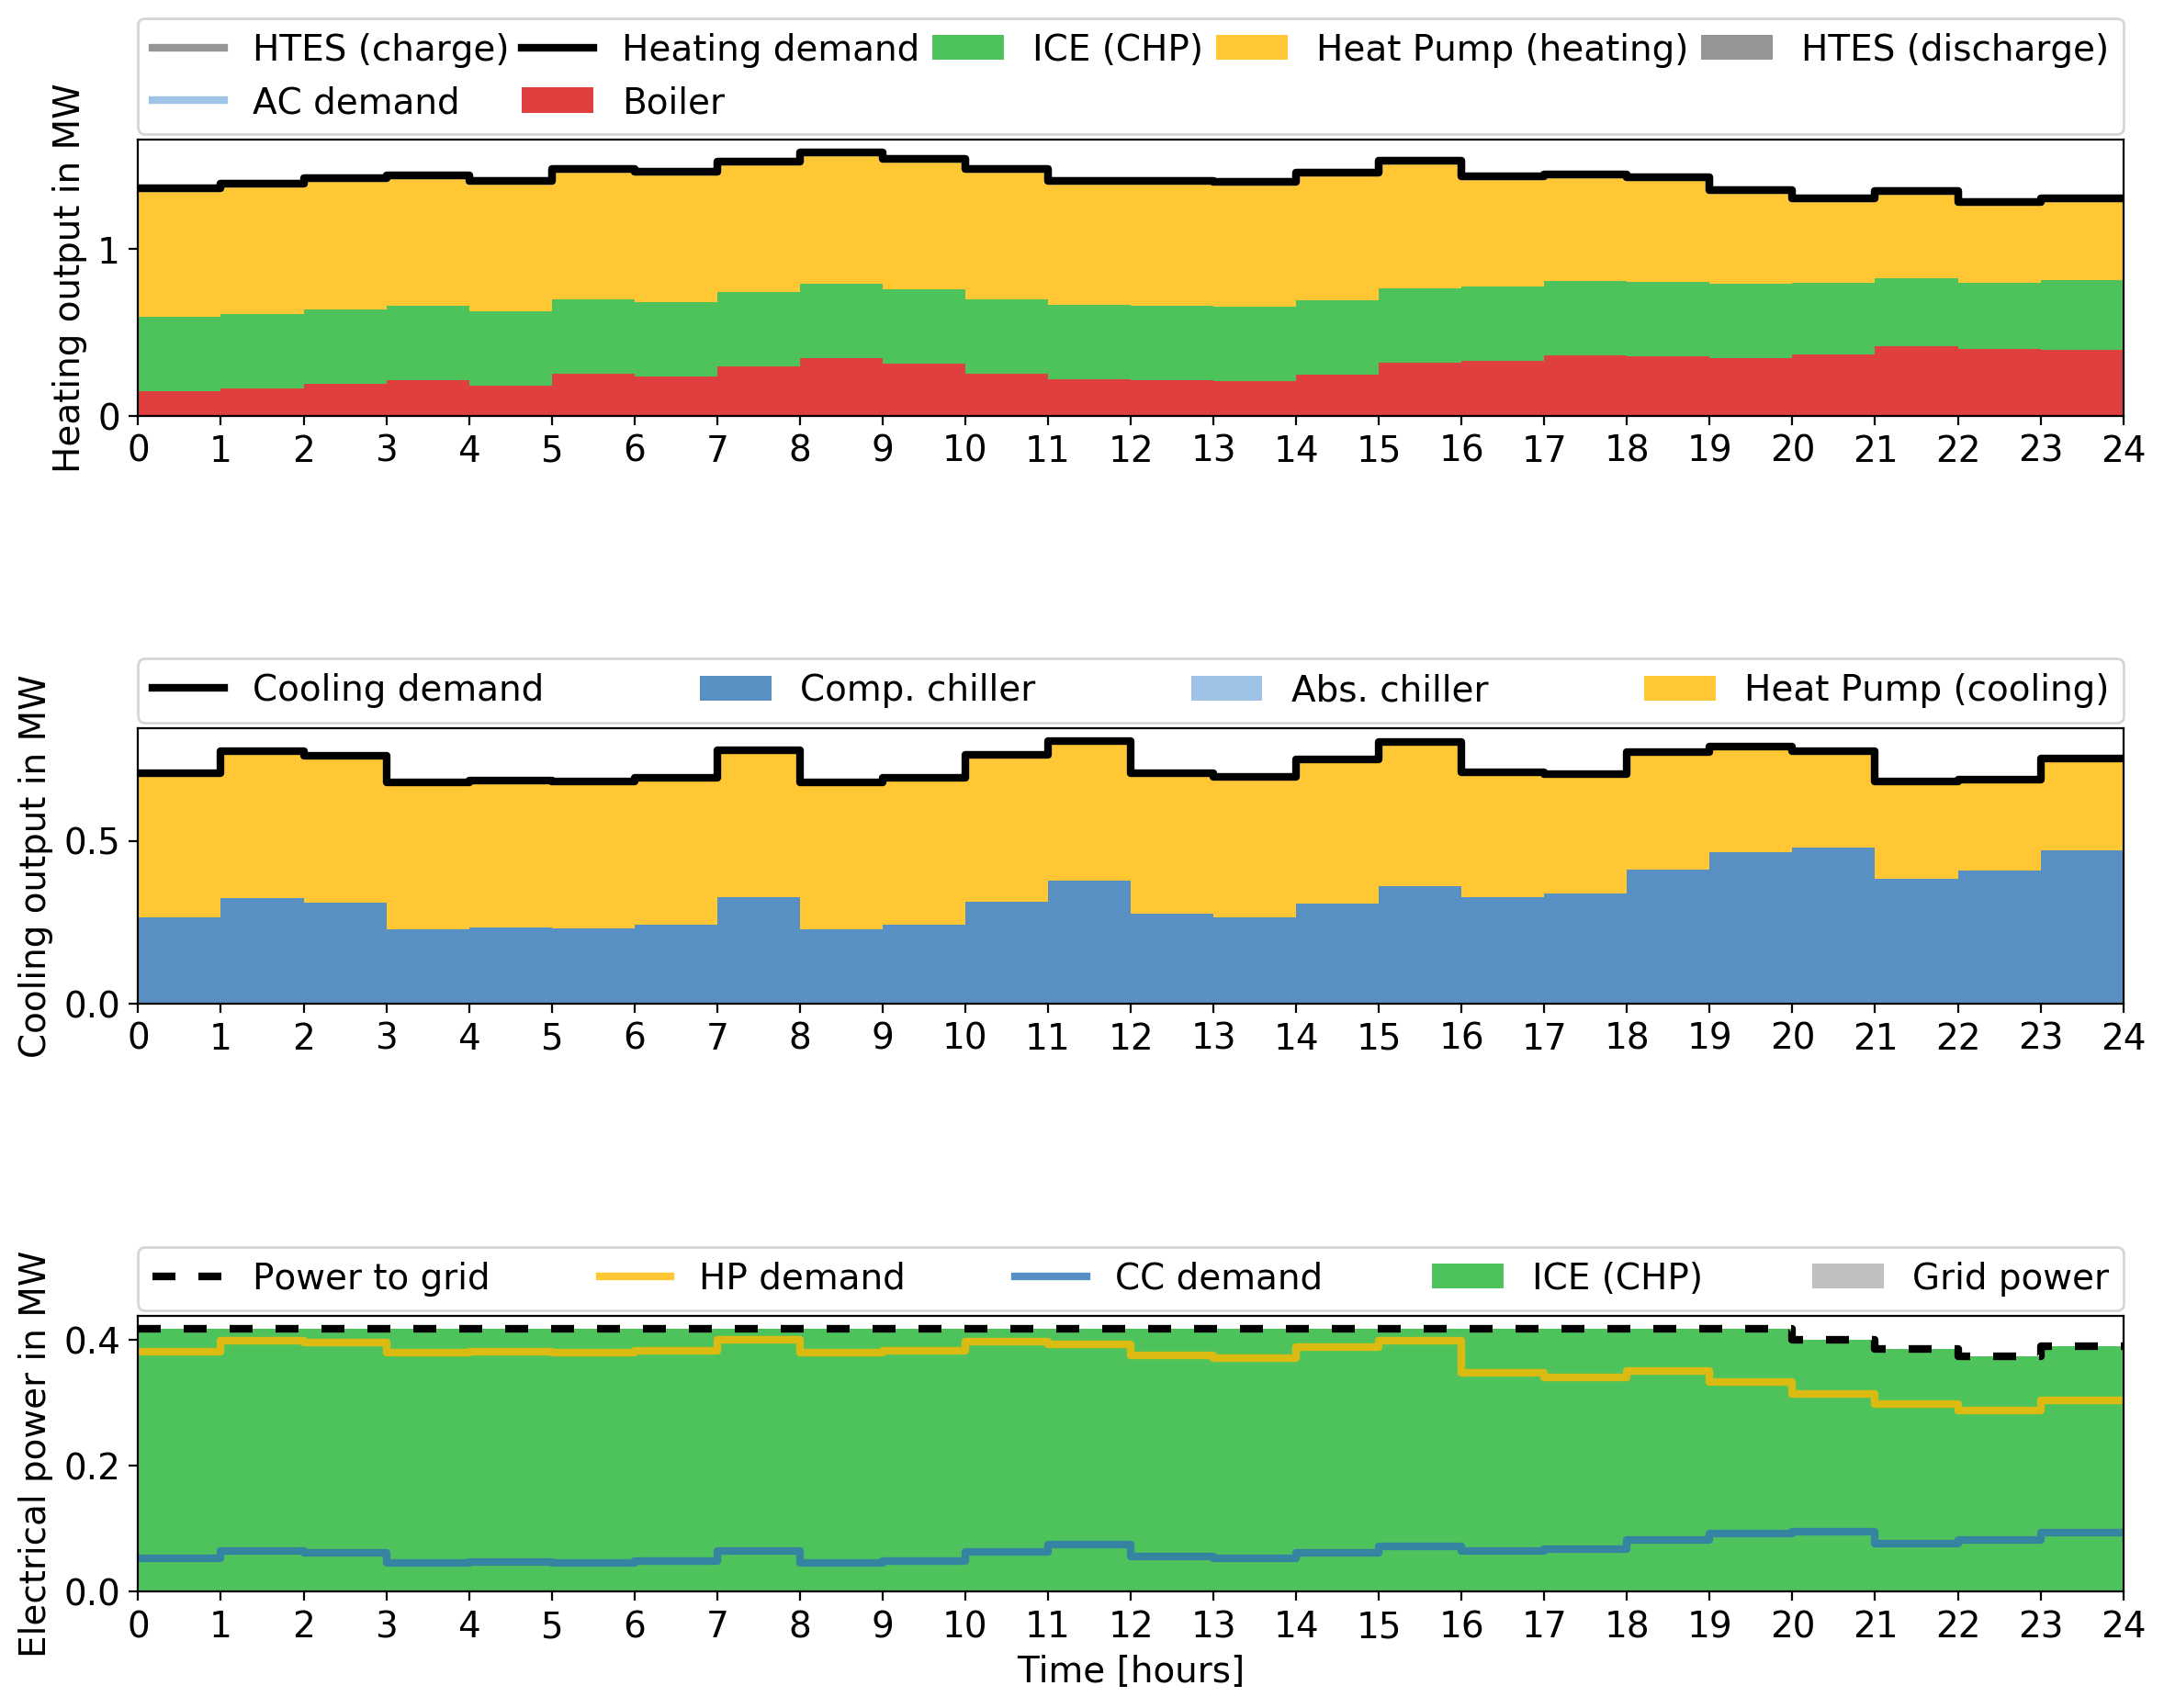 HTES (charge) Heating demand ICE (CHP) Heat Pump (heating) HTES (discharge)
AC demand Boiler
Heating output in MW
1
0
0 1 2 3 4 5 6 7 8 9 10 11 12 13 14 15 16 17 18 19 20 21 22 23 24
Cooling demand Comp. chiller Abs. chiller Heat Pump (cooling)
Cooling output in MW
0.5
0.0
0 1 2 3 4 5 6 7 8 9 10 11 12 13 14 15 16 17 18 19 20 21 22 23 24
Power to grid HP demand CC demand ICE (CHP) Grid power
Electrical power in MW
0.4
0.2
0.0
0 1 2 3 4 5 6 7 8 9 10 11 12 13 14 15 16 17 18 19 20 21 22 23 24
Time [hours]